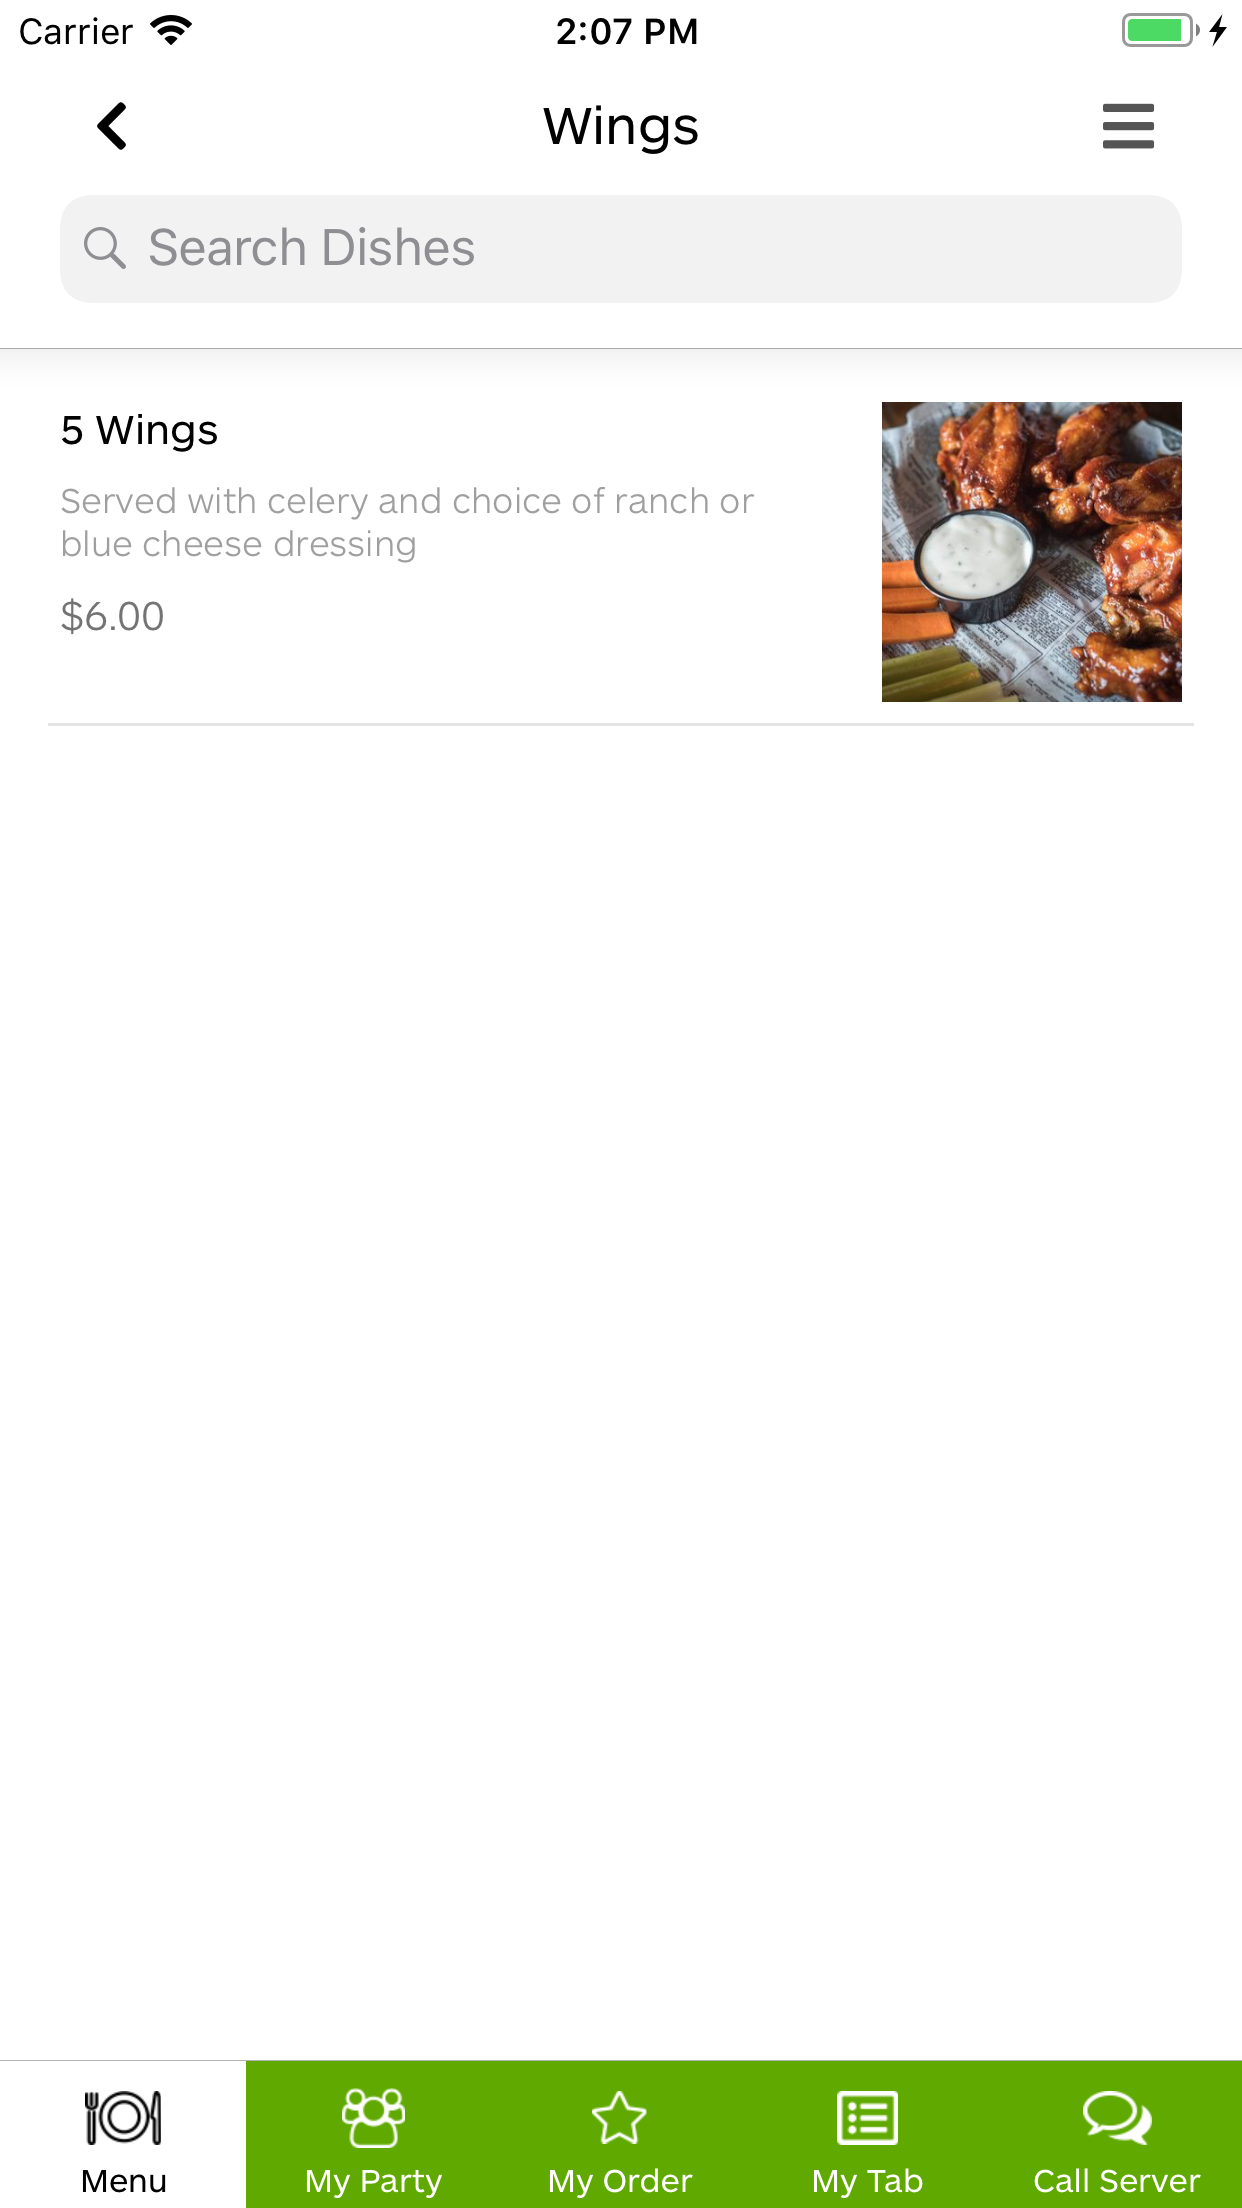 Carrier 2:07 PM
Wings
Search Dishes
5 Wings
Served with celery and choice of ranch or
blue cheese dressing
$6.00
Menu My Party My Order My Tab Call Server